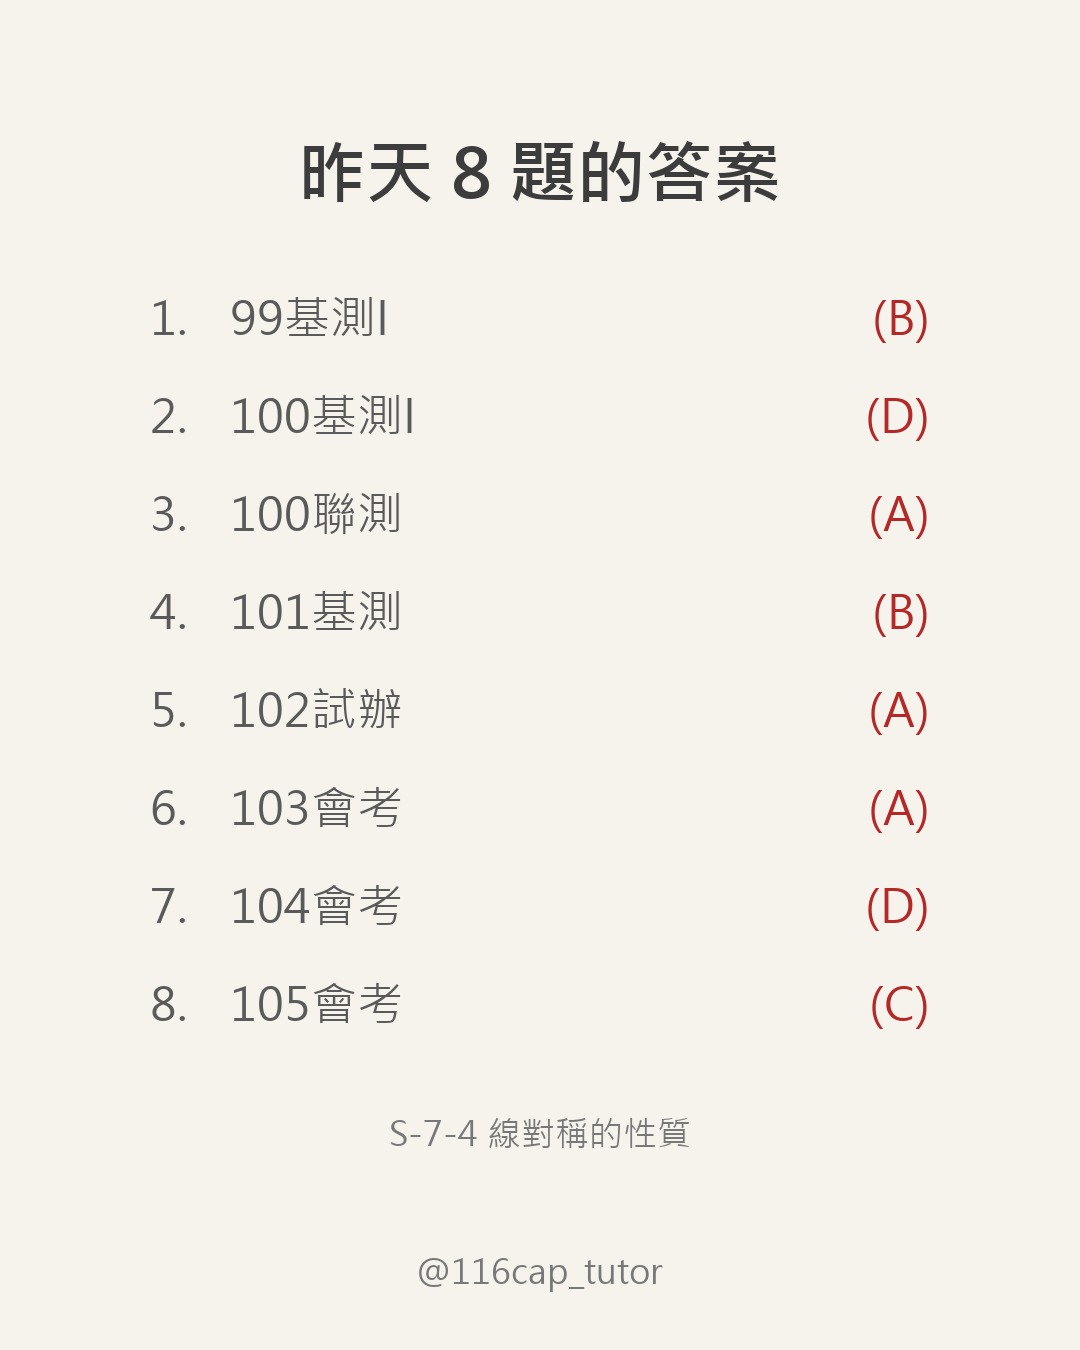 昨天 8 題的答案
1. 99基測I (B)
2. 100基測I (D)
3. 100聯測 (A)
4. 101基測 (B)
5. 102試辦 (A)
6. 103會考 (A)
7. 104會考 (D)
8. 105會考 (C)
S-7-4 線對稱的性質
@116cap_tutor